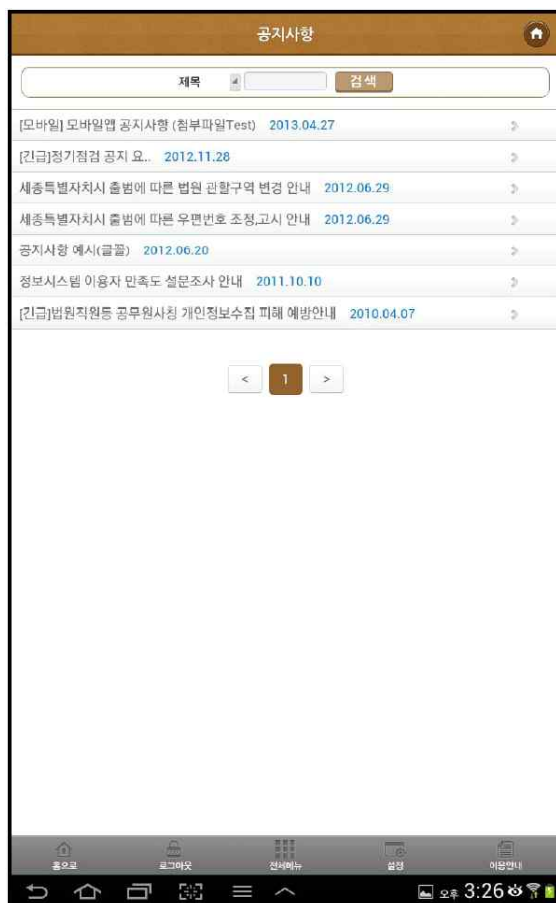 공지사항
제목 검색
[모바일] 모바일앱 공지사항 (첨부파일Test) 2013.04.27
[긴급]정기점검 공지 요.. 2012.11.28
세종특별자치시 출범에 따른 법원 관할구역 변경 안내 2012.06.29
세종특별자치시 출범에 따른 우편번호 조정,고시 안내 2012.06.29
공지사항 예시(글꼴) 2012.06.20
정보시스템 이용자 만족도 설문조사 안내 2011.10.10
[긴급]법원직원등 공무원사칭 개인정보수집 피해 예방안내 2010.04.07
< 1 >
홈으로 로그아웃 전체메뉴 설정 이용안내
오후 3:26